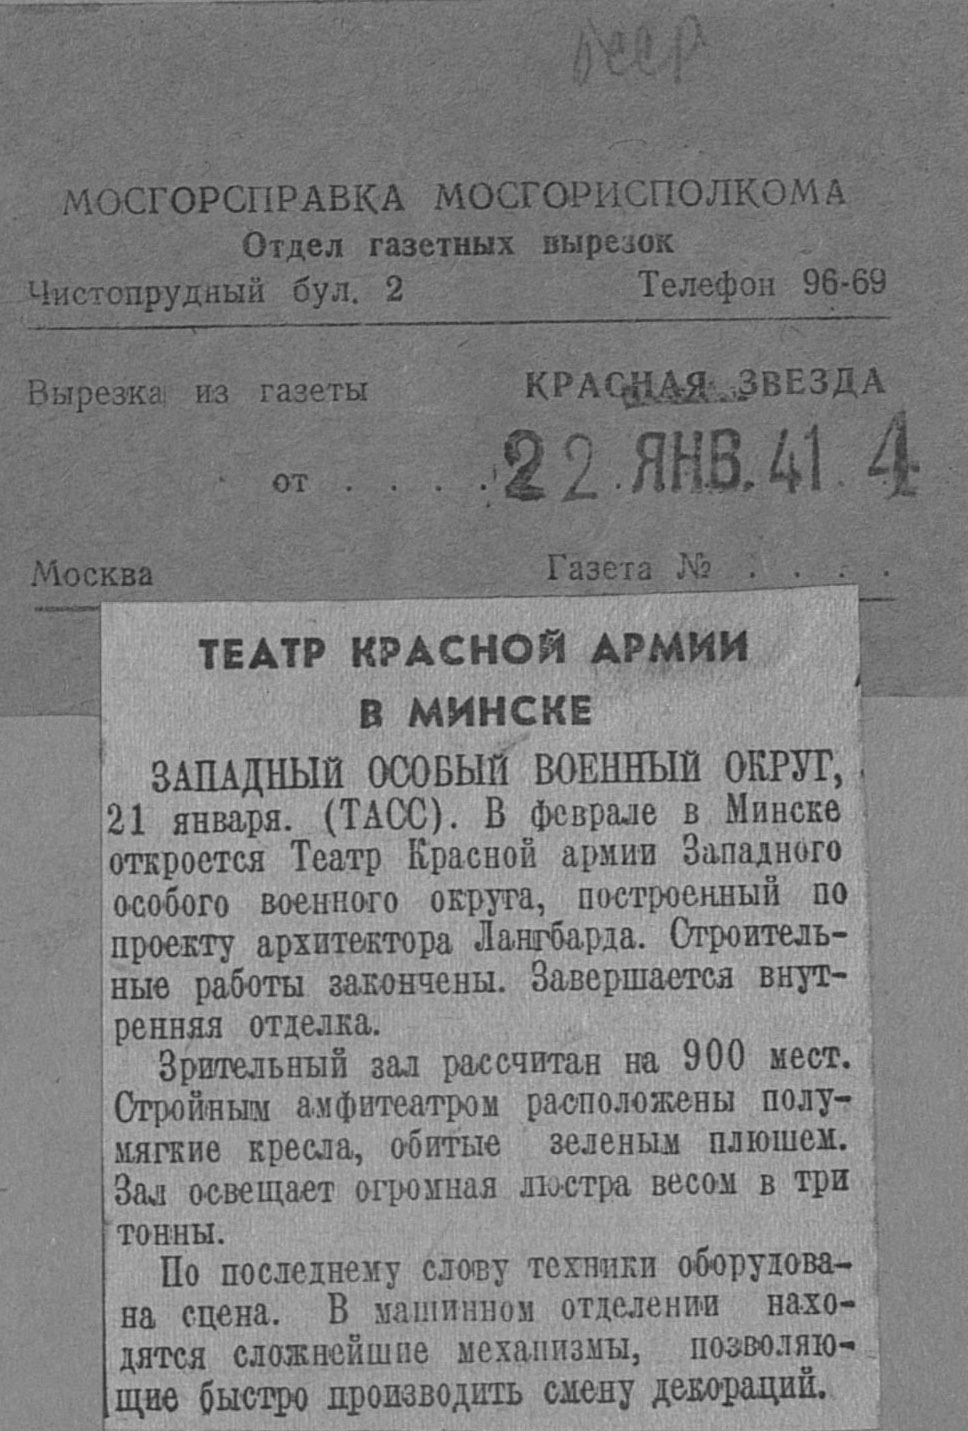 БССР
МОСГОРСПРАВКА МОСГОРИСПОЛКОМА
Отдел газетных вырезок
Чистопрудный бул. 2 Телефон 96-69
Вырезка из газеты КРАСНАЯ ЗВЕЗДА
от . . . . 22 ЯНВ. 41 4
Москва Газета № . . . .
ТЕАТР КРАСНОЙ АРМИИ
В МИНСКЕ
ЗАПАДНЫЙ ОСОБЫЙ ВОЕННЫЙ ОКРУГ,
21 января. (ТАСС). В феврале в Минске
откроется Театр Красной армии Западного
особого военного округа, построенный по
проекту архитектора Лангбарда. Строитель-
ные работы закончены. Завершается внут-
ренняя отделка.
Зрительный зал рассчитан на 900 мест.
Стройным амфитеатром расположены полу-
мягкие кресла, обитые зеленым плюшем.
Зал освещает огромная люстра весом в три
тонны.
По последнему слову техники оборудова-
на сцена. В машинном отделении нахо-
дятся сложнейшие механизмы, позволяю-
щие быстро производить смену декораций.